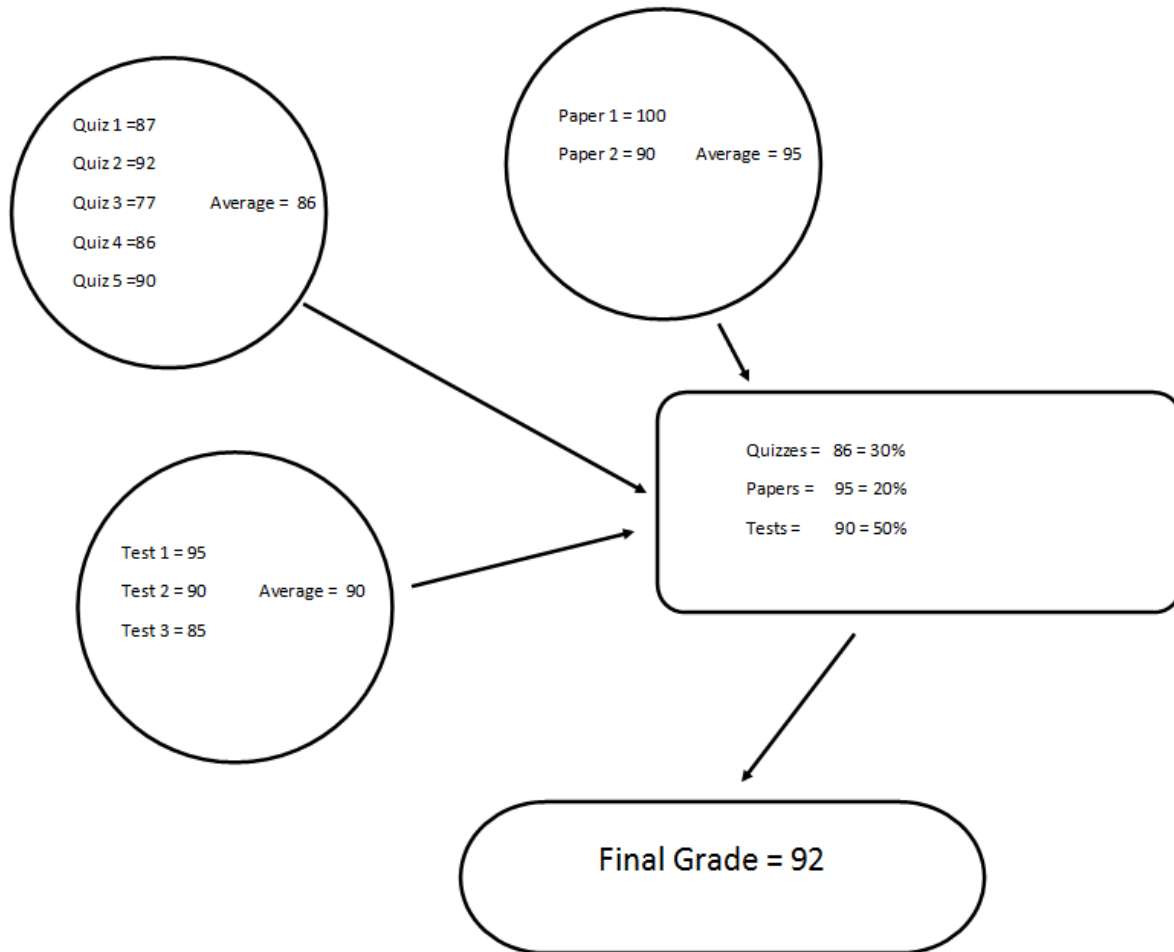 Quiz 1 =87
Quiz 2 =92
Quiz 3 =77 Average = 86
Quiz 4 =86
Quiz 5 =90
Paper 1 = 100
Paper 2 = 90 Average = 95
Test 1 = 95
Test 2 = 90 Average = 90
Test 3 = 85
Quizzes = 86 = 30%
Papers = 95 = 20%
Tests = 90 = 50%
Final Grade = 92